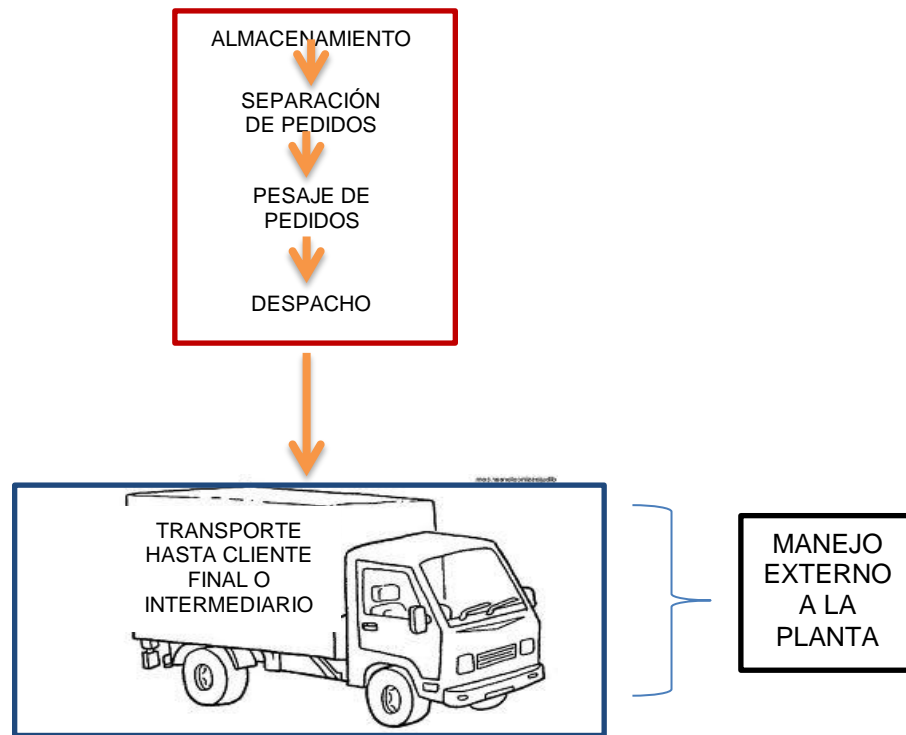 ALMACENAMIENTO
SEPARACIÓN
DE PEDIDOS
PESAJE DE
PEDIDOS
DESPACHO
TRANSPORTE
HASTA CLIENTE
FINAL O
INTERMEDIARIO
MANEJO
EXTERNO
A LA
PLANTA